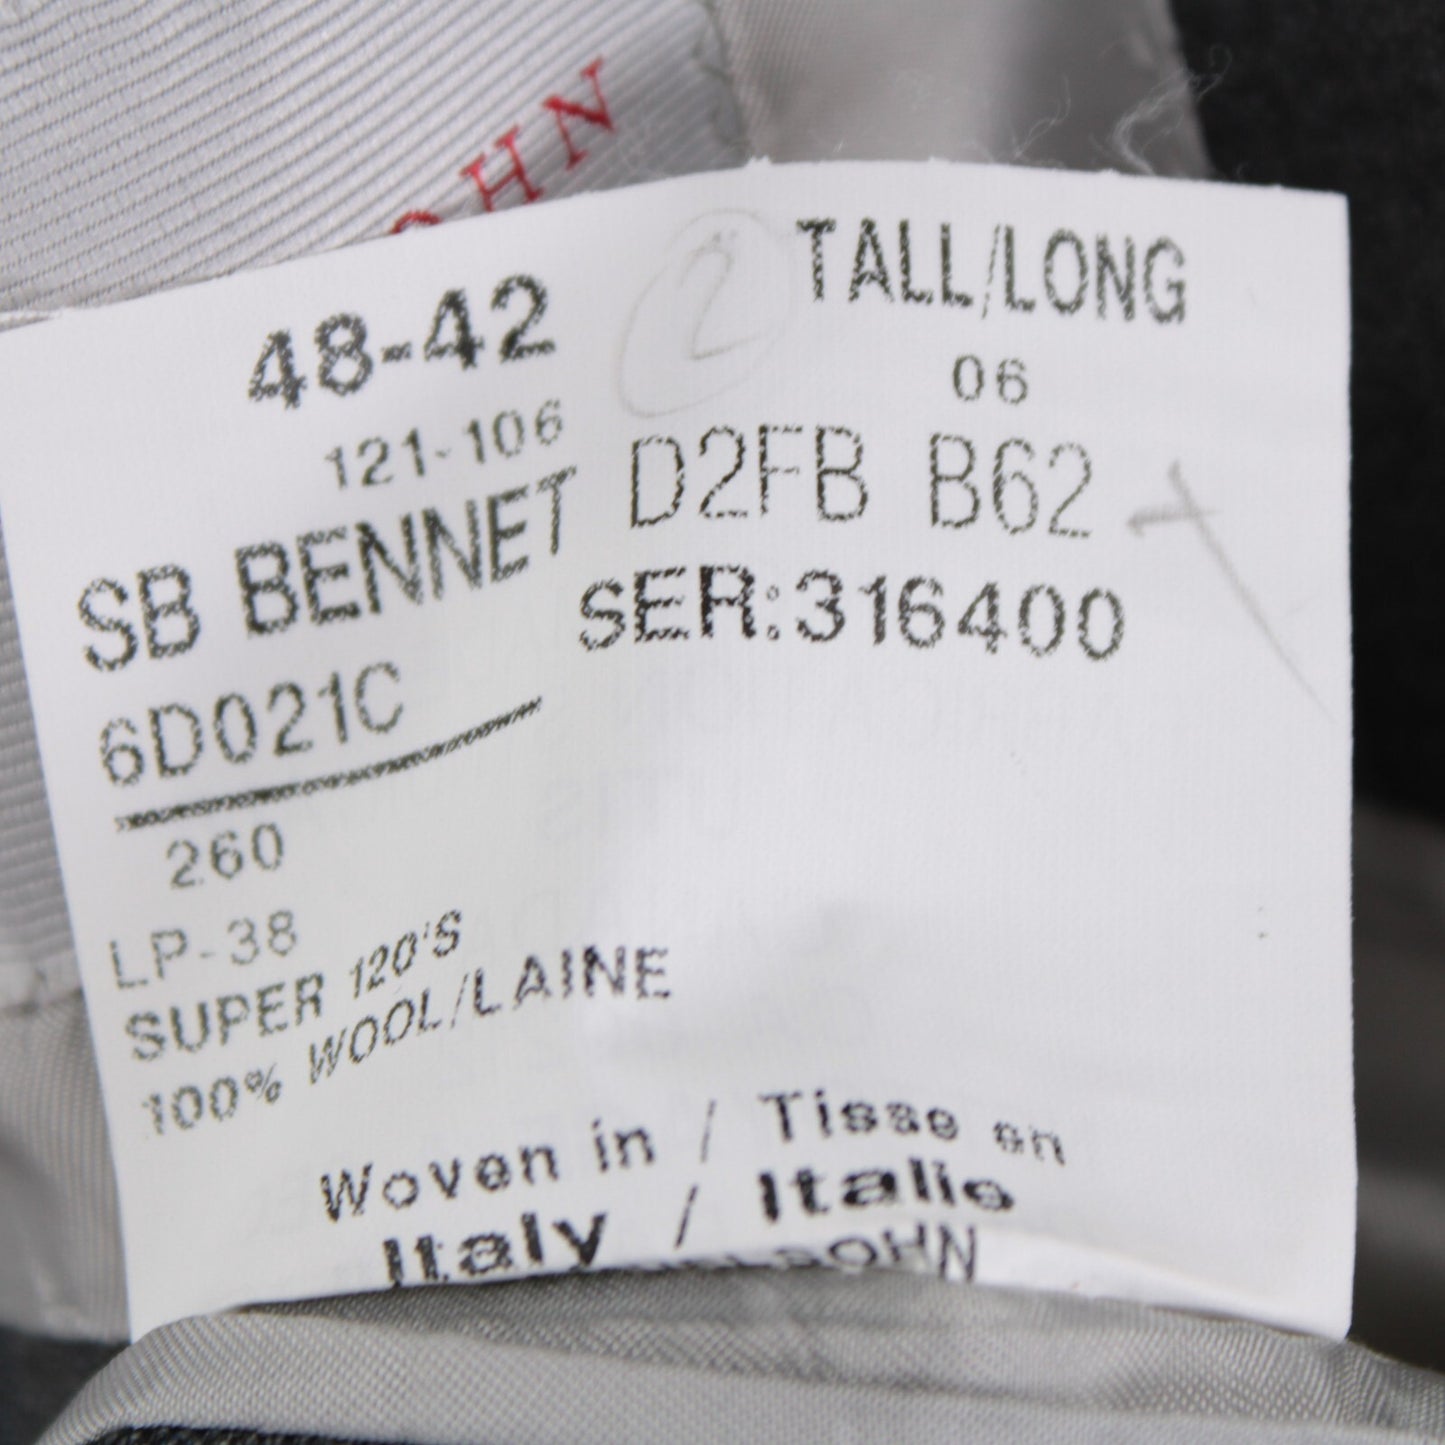 OHN
48-42
2
TALL/LONG
121-106
06
SB BENNET
D2FB B62
6D021C
SER:316400
260
LP-38
SUPER 120'S
100% WOOL/LAINE
Woven in / Tisse en
Italy / Italie